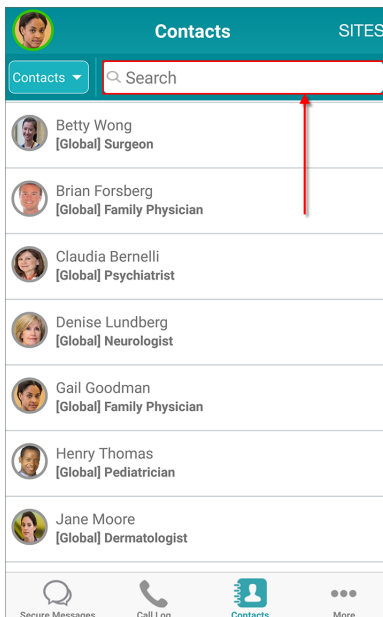 Contacts
SITES
Contacts
Search
Betty Wong
[Global] Surgeon
Brian Forsberg
[Global] Family Physician
Claudia Bernelli
[Global] Psychiatrist
Denise Lundberg
[Global] Neurologist
Gail Goodman
[Global] Family Physician
Henry Thomas
[Global] Pediatrician
Jane Moore
[Global] Dermatologist
Secure Messages
Call Log
Contacts
More